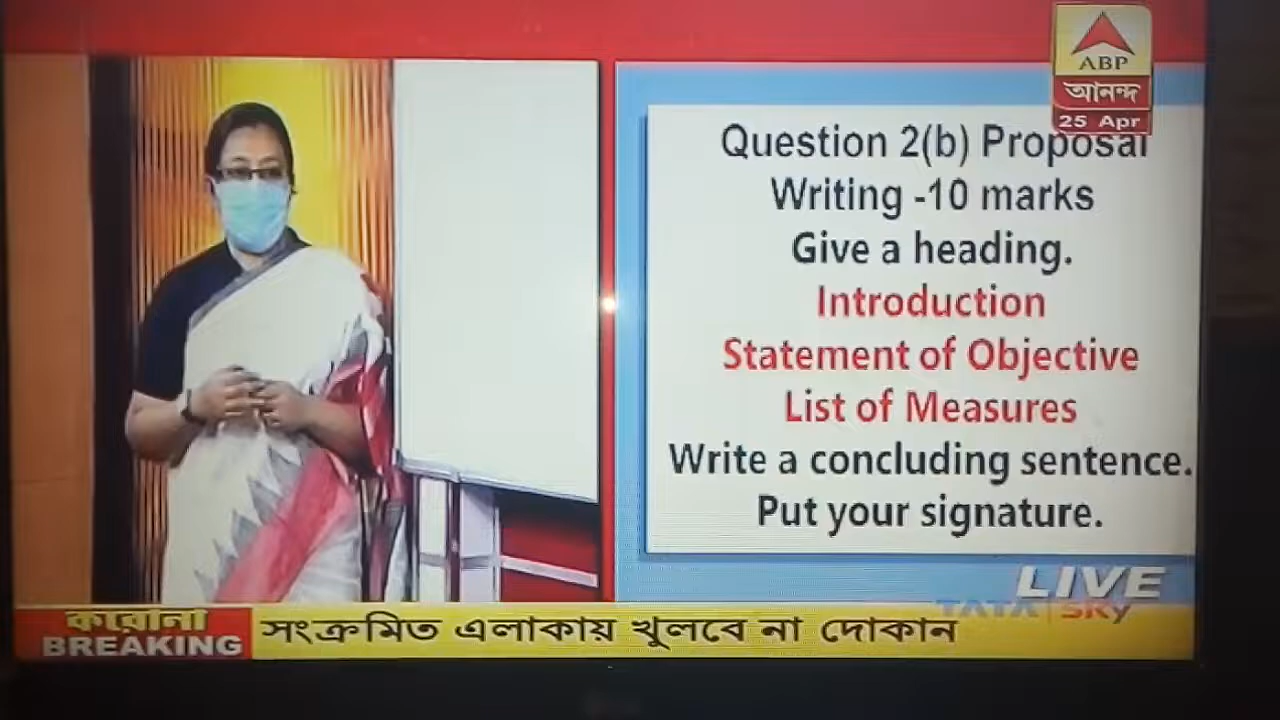 ABP
আনন্দ
25 Apr
Question 2(b) Proposal
Writing -10 marks
Give a heading.
Introduction
Statement of Objective
List of Measures
Write a concluding sentence.
Put your signature.
LIVE
TATA Sky
করোনা
BREAKING
সংক্রমিত এলাকায় খুলবে না দোকান